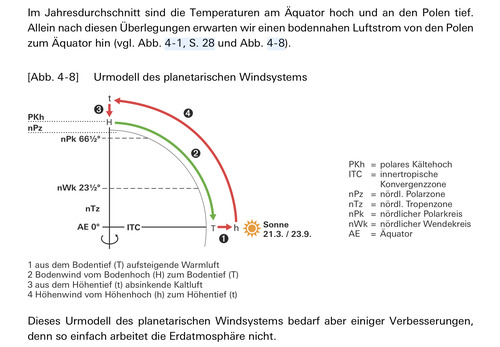 Im Jahresdurchschnitt sind die Temperaturen am Äquator hoch und an den Polen tief.
Allein nach diesen Überlegungen erwarten wir einen bodennahen Luftstrom von den Polen
zum Äquator hin (vgl. Abb. 4-1, S. 28 und Abb. 4-8).
[Abb. 4-8] Urmodell des planetarischen Windsystems
t
3
4
PKh
H
nPz
nPk 66½°
2
nWk 23½°
nTz
AE 0°
ITC
T
h
1
Sonne
21.3. / 23.9.
PKh = polares Kältehoch
ITC = innertropische
Konvergenzzone
nPz = nördl. Polarzone
nTz = nördl. Tropenzone
nPk = nördlicher Polarkreis
nWk = nördlicher Wendekreis
AE = Äquator
1 aus dem Bodentief (T) aufsteigende Warmluft
2 Bodenwind vom Bodenhoch (H) zum Bodentief (T)
3 aus dem Höhentief (t) absinkende Kaltluft
4 Höhenwind vom Höhenhoch (h) zum Höhentief (t)
Dieses Urmodell des planetarischen Windsystems bedarf aber einiger Verbesserungen,
denn so einfach arbeitet die Erdatmosphäre nicht.